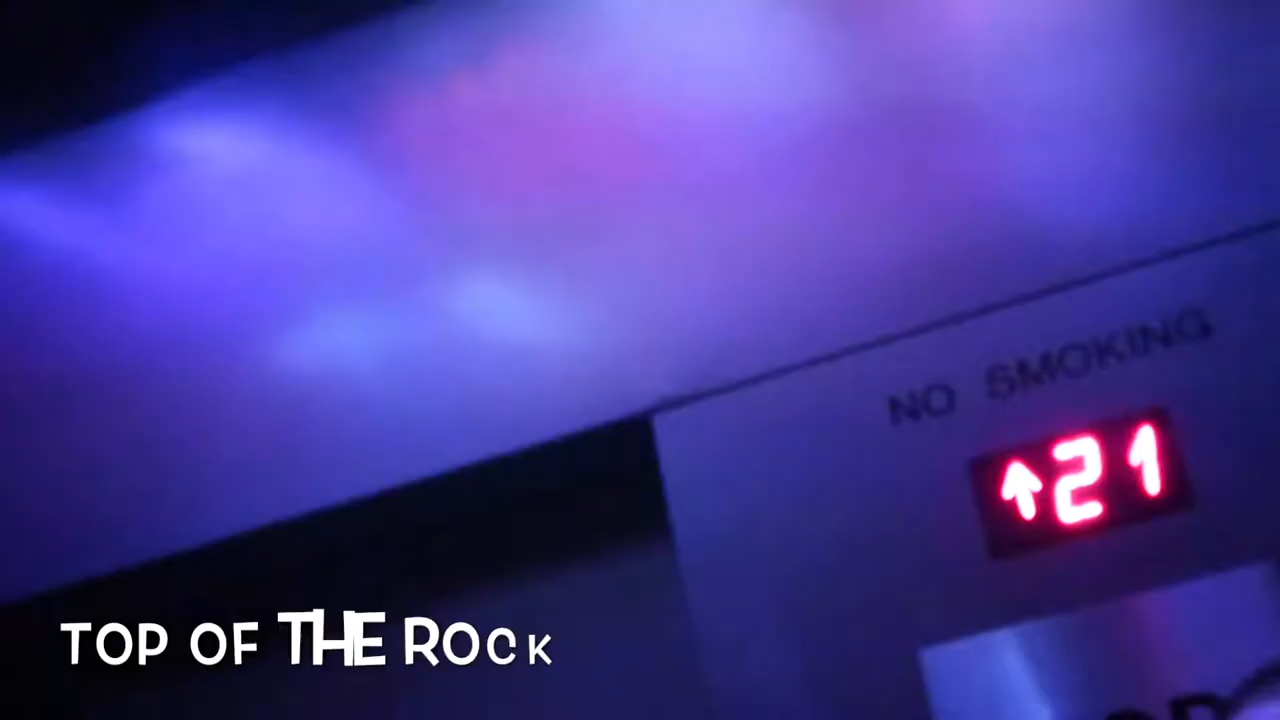 NO SMOKING
↑21
TOP OF THE ROCK